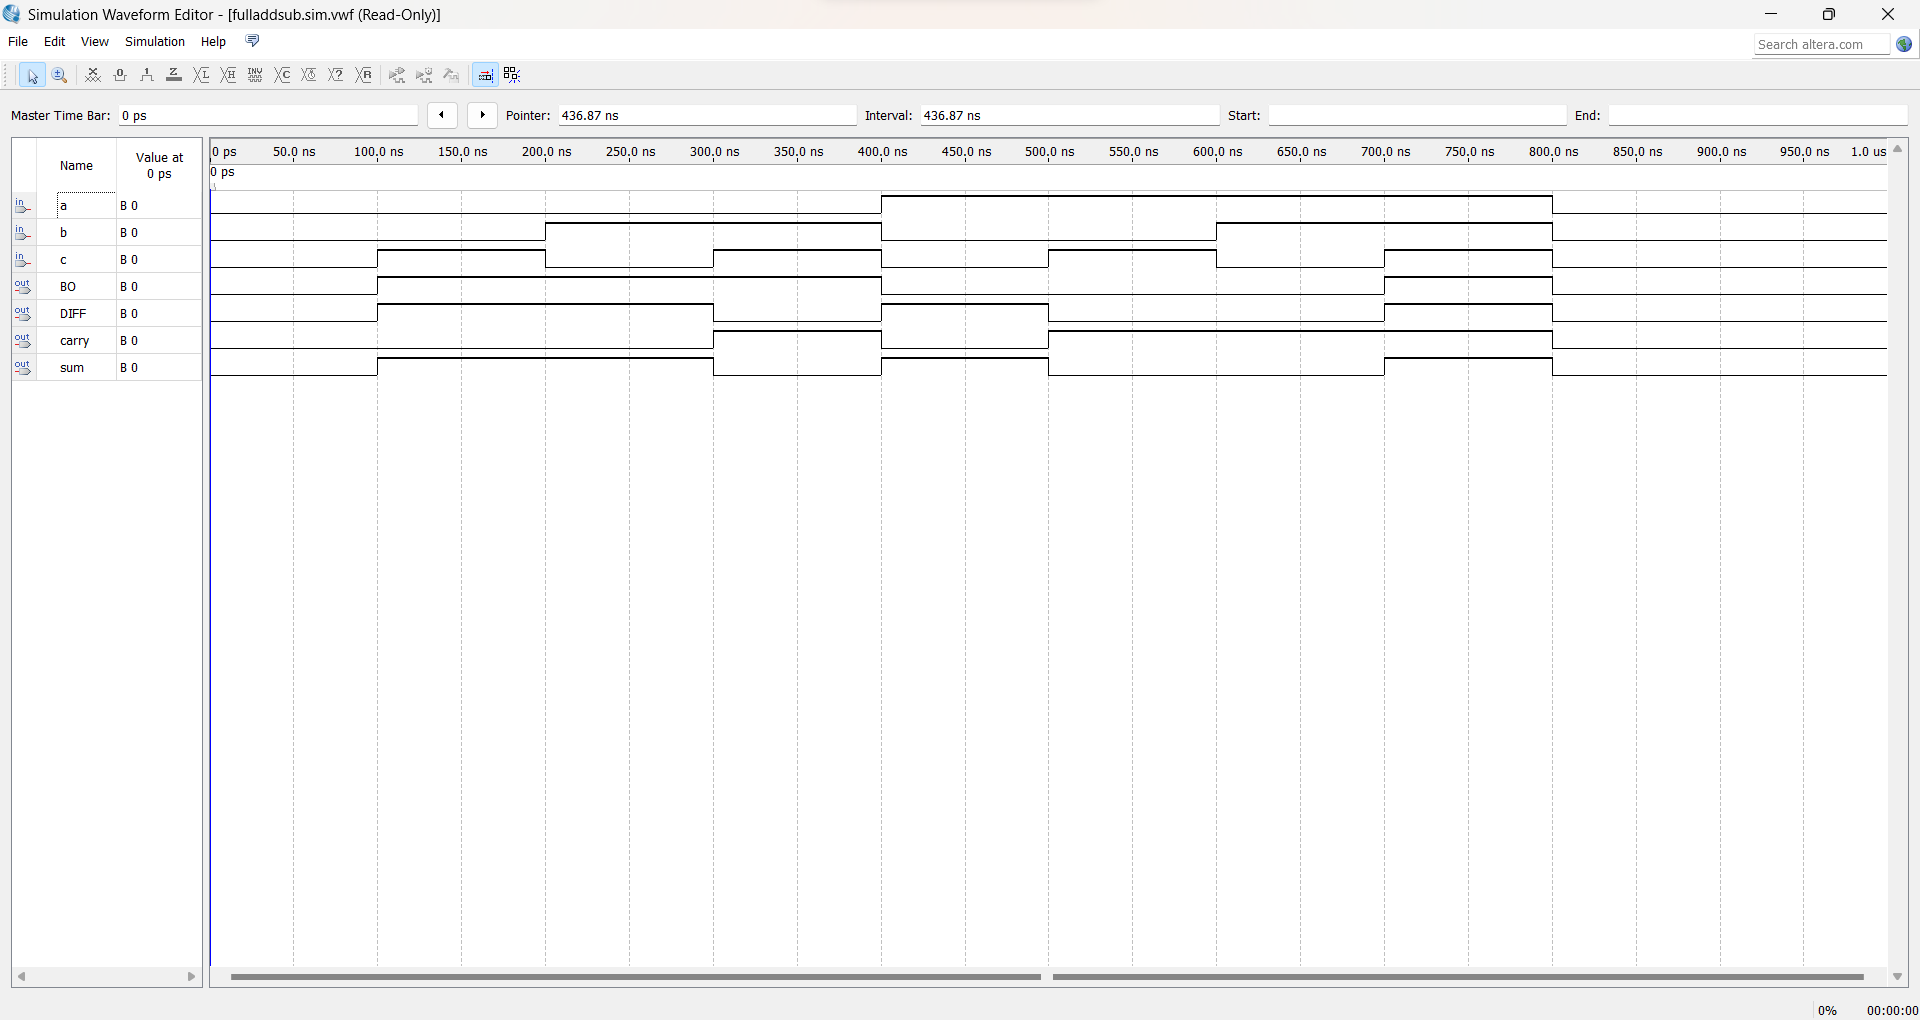 Simulation Waveform Editor - [fulladdsub.sim.vwf (Read-Only)]
File Edit View Simulation Help
Search altera.com
Master Time Bar: 0 ps Pointer: 436.87 ns Interval: 436.87 ns Start: End:
Name Value at 0 ps
0 ps 50.0 ns 100.0 ns 150.0 ns 200.0 ns 250.0 ns 300.0 ns 350.0 ns 400.0 ns 450.0 ns 500.0 ns 550.0 ns 600.0 ns 650.0 ns 700.0 ns 750.0 ns 800.0 ns 850.0 ns 900.0 ns 950.0 ns 1.0 us
0 ps
in a B 0
in b B 0
in c B 0
out BO B 0
out DIFF B 0
out carry B 0
out sum B 0
0% 00:00:00